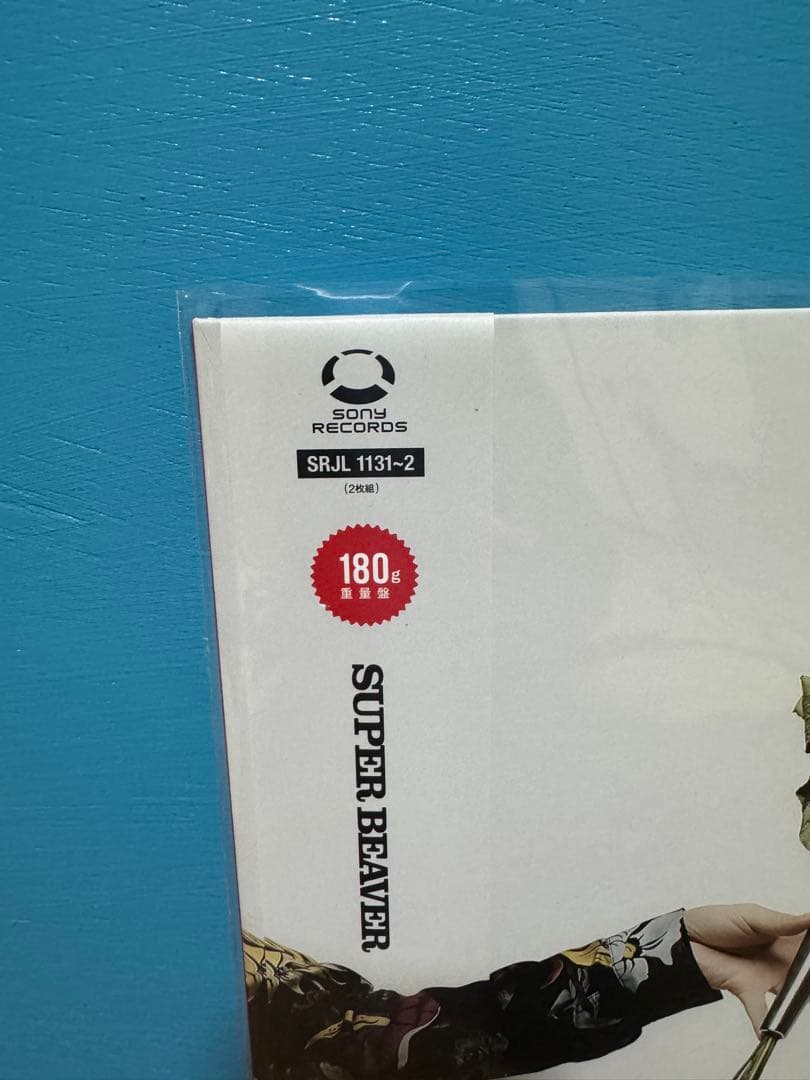 SONY
RECORDS
SRJL 1131~2
(2枚組)
180g
重量盤
SUPER BEAVER